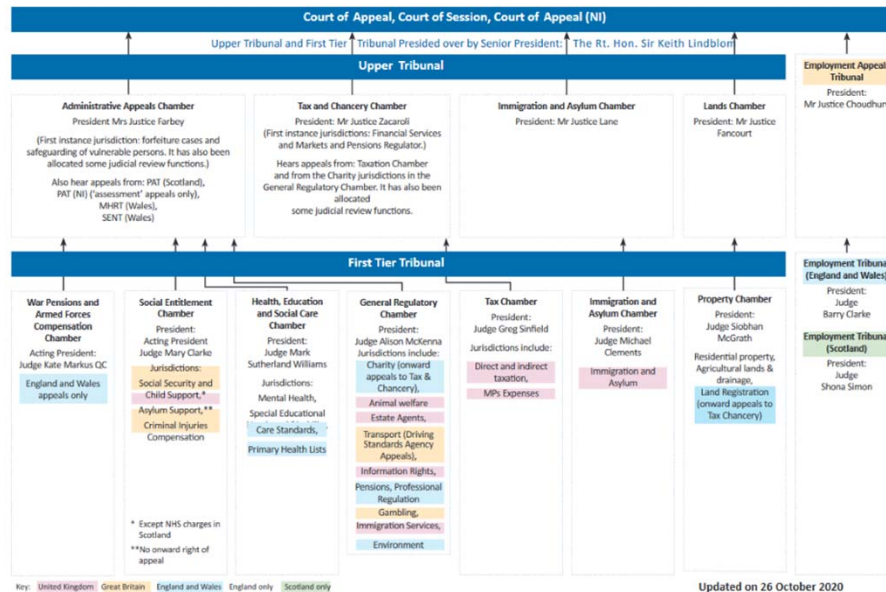 Court of Appeal, Court of Session, Court of Appeal (NI)
Upper Tribunal and First Tier Tribunal Presided over by Senior President: The Rt. Hon. Sir Keith Lindblom
Upper Tribunal
Administrative Appeals Chamber
President Mrs Justice Farbey
(First instance jurisdiction: forfeiture cases and
safeguarding of vulnerable persons. It has also been
allocated some judicial review functions.)
Also hear appeals from: PAT (Scotland),
PAT (NI) ('assessment' appeals only),
MHRT (Wales),
SENT (Wales)
Tax and Chancery Chamber
President: Mr Justice Zacaroli
(First instance jurisdictions: Financial Services
and Markets and Pensions Regulator.)
Hears appeals from: Taxation Chamber
and from the Charity jurisdictions in the
General Regulatory Chamber. It has also been
allocated
some judicial review functions.
Immigration and Asylum Chamber
President: Mr Justice Lane
Lands Chamber
President: Mr Justice
Fancourt
Employment Appeals
Tribunal
President:
Mr Justice Choudhury
First Tier Tribunal
War Pensions and
Armed Forces
Compensation Chamber
Acting President:
Judge Kate Markus QC
England and Wales
appeals only
Social Entitlement
Chamber
President:
Acting President
Judge Mary Clarke
Jurisdictions:
Social Security and
Child Support,*
Asylum Support,**
Criminal Injuries
Compensation
* Except NHS charges in
Scotland
**No onward right of
appeal
Health, Education
and Social Care
Chamber
President:
Judge Mark
Sutherland Williams
Jurisdictions:
Mental Health,
Special Educational
Care Standards,
Primary Health Lists
General Regulatory
Chamber
President:
Judge Alison McKenna
Jurisdictions include:
Charity (onward
appeals to Tax &
Chancery),
Animal welfare
Estate Agents,
Transport (Driving
Standards Agency
Appeals),
Information Rights,
Pensions, Professional
Regulation
Gambling,
Immigration Services,
Environment
Tax Chamber
President:
Judge Greg Sinfield
Jurisdictions include:
Direct and indirect
taxation,
MPs Expenses
Immigration and
Asylum Chamber
President:
Judge Michael
Clements
Immigration and
Asylum
Property Chamber
President:
Judge Siobhan
McGrath
Residential property,
Agricultural lands &
drainage,
Land Registration
(onward appeals to
Tax Chancery)
Employment Tribunal
(England and Wales)
President:
Judge
Barry Clarke
Employment Tribunal
(Scotland)
President:
Judge
Shona Simon
Key: United Kingdom Great Britain England and Wales England only Scotland only
Updated on 26 October 2020